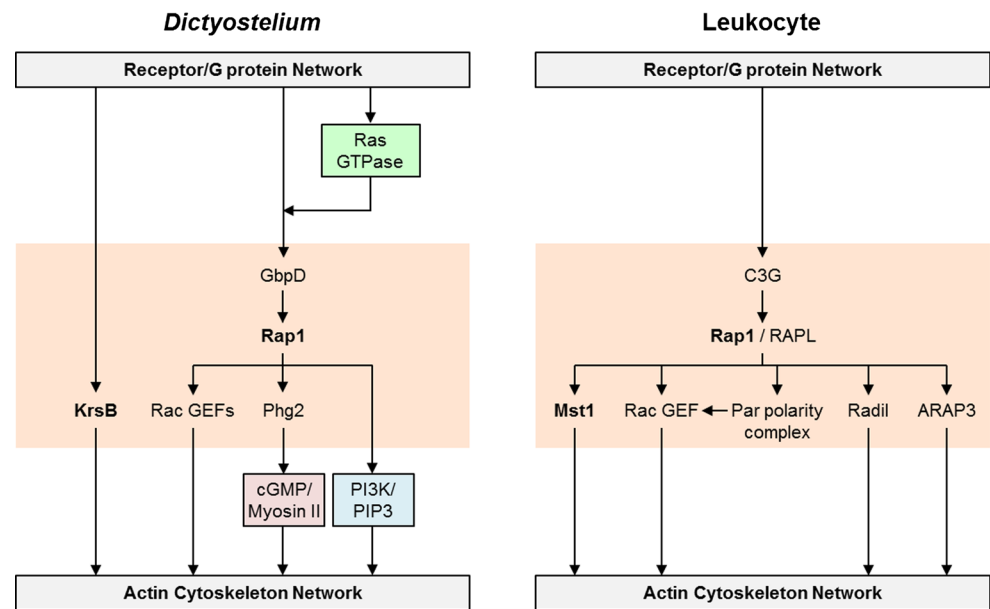 Dictyostelium
Leukocyte
Receptor/G protein Network
Receptor/G protein Network
Ras
GTPase
GbpD
C3G
Rap1
Rap1 / RAPL
KrsB
Rac GEFs
Phg2
Mst1
Rac GEF
Par polarity
complex
Radil
ARAP3
cGMP/
Myosin II
PI3K/
PIP3
Actin Cytoskeleton Network
Actin Cytoskeleton Network